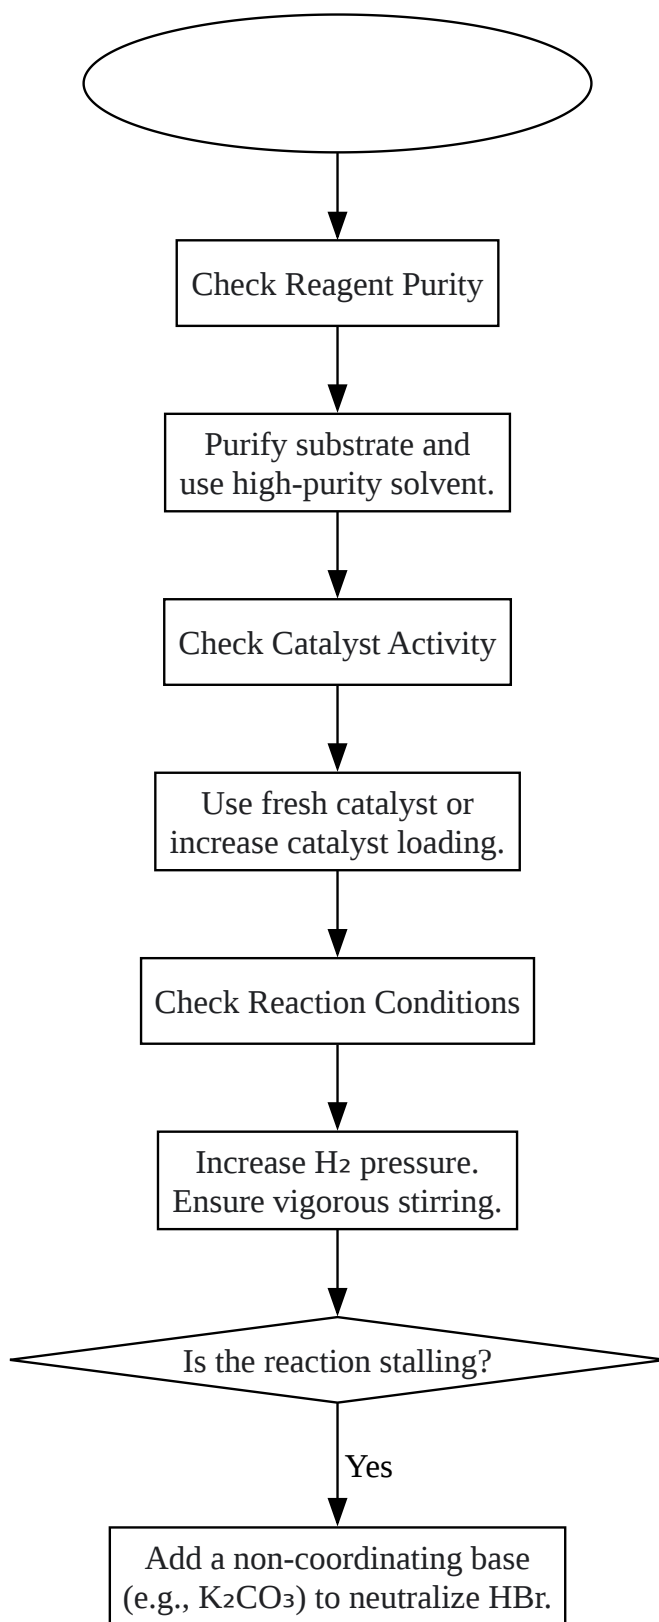 Check Reagent Purity
Purify substrate and
use high-purity solvent.
Check Catalyst Activity
Use fresh catalyst or
increase catalyst loading.
Check Reaction Conditions
Increase H₂ pressure.
Ensure vigorous stirring.
Is the reaction stalling?
Yes
Add a non-coordinating base
(e.g., K₂CO₃) to neutralize HBr.